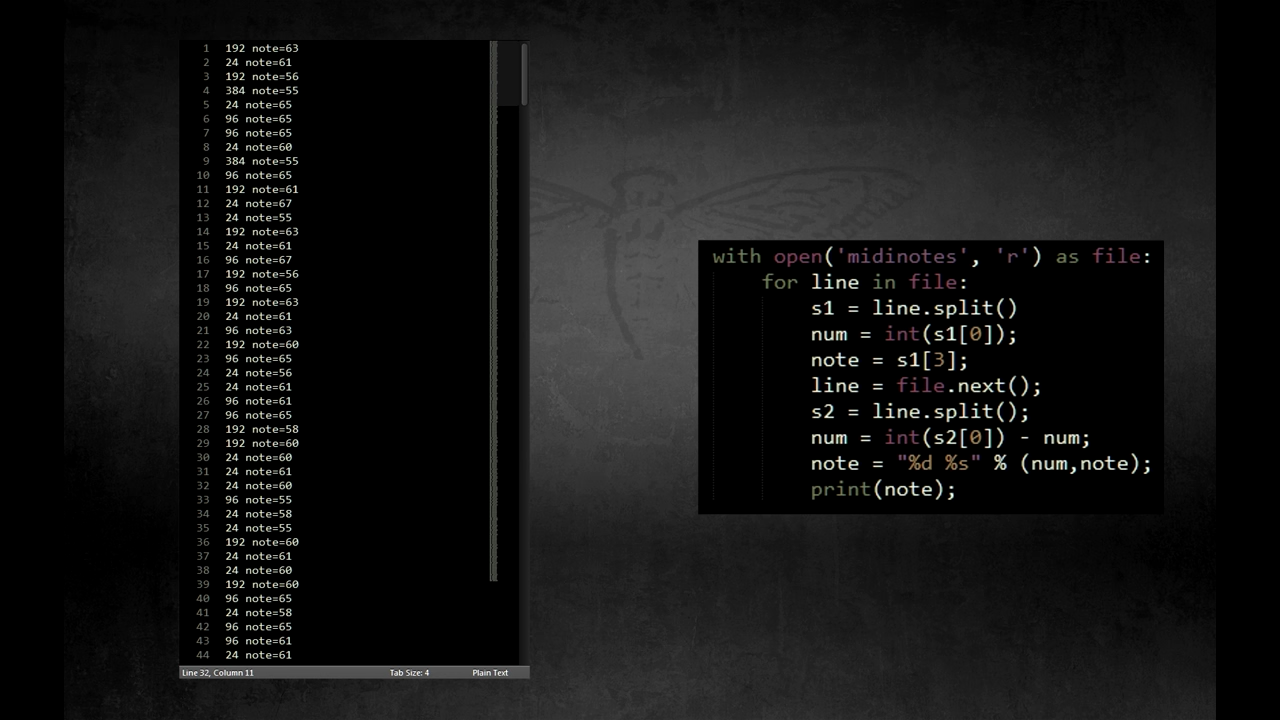 1 192 note=63
2 24 note=61
3 192 note=56
4 384 note=55
5 24 note=65
6 96 note=65
7 96 note=65
8 24 note=60
9 384 note=55
10 96 note=65
11 192 note=61
12 24 note=67
13 24 note=55
14 192 note=63
15 24 note=61
16 96 note=67
17 192 note=56
18 96 note=65
19 192 note=63
20 24 note=61
21 96 note=63
22 192 note=60
23 96 note=65
24 24 note=56
25 24 note=61
26 96 note=61
27 96 note=65
28 192 note=58
29 192 note=60
30 24 note=60
31 24 note=61
32 24 note=60
33 96 note=55
34 24 note=58
35 24 note=55
36 192 note=60
37 24 note=61
38 24 note=60
39 192 note=60
40 96 note=65
41 24 note=58
42 96 note=65
43 96 note=61
44 24 note=61
Line 32, Column 11 Tab Size: 4 Plain Text
with open('midinotes', 'r') as file:
for line in file:
s1 = line.split()
num = int(s1[0]);
note = s1[3];
line = file.next();
s2 = line.split();
num = int(s2[0]) - num;
note = "%d %s" % (num,note);
print(note);